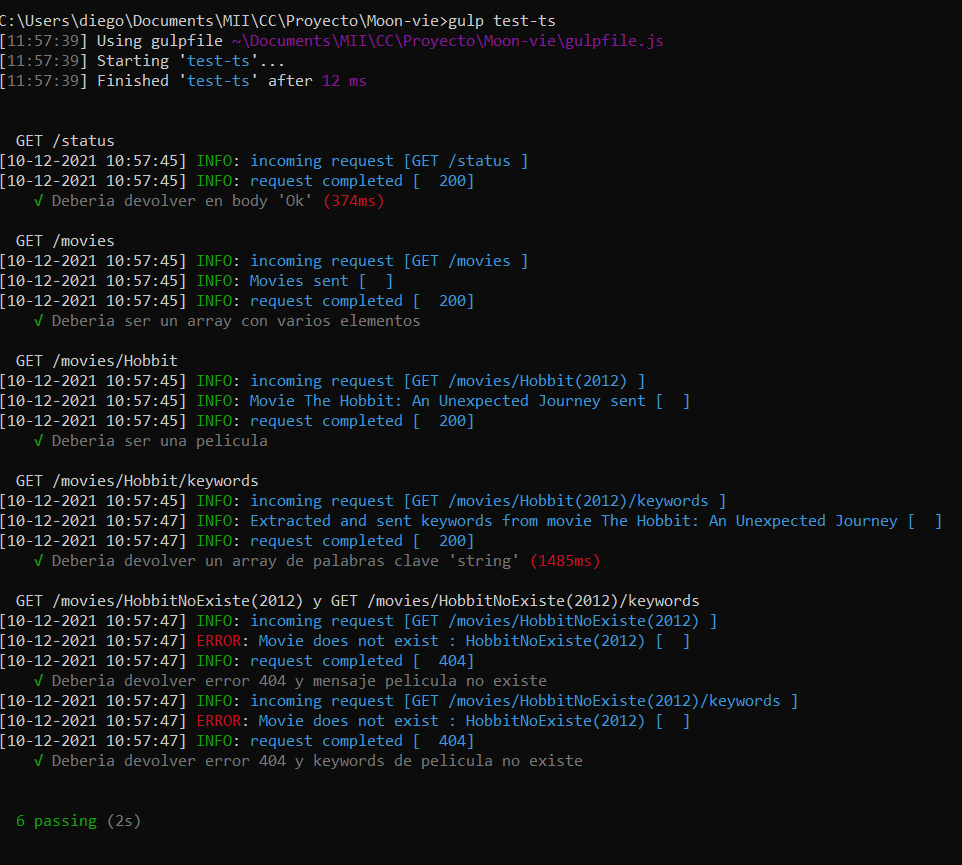 C:\Users\diego\Documents\MII\CC\Proyecto\Moon-vie>gulp test-ts
[11:57:39] Using gulpfile ~\Documents\MII\CC\Proyecto\Moon-vie\gulpfile.js
[11:57:39] Starting 'test-ts'...
[11:57:39] Finished 'test-ts' after 12 ms
GET /status
[10-12-2021 10:57:45] INFO: incoming request [GET /status ]
[10-12-2021 10:57:45] INFO: request completed [  200]
√ Deberia devolver en body 'Ok' (374ms)
GET /movies
[10-12-2021 10:57:45] INFO: incoming request [GET /movies ]
[10-12-2021 10:57:45] INFO: Movies sent [  ]
[10-12-2021 10:57:45] INFO: request completed [  200]
√ Deberia ser un array con varios elementos
GET /movies/Hobbit
[10-12-2021 10:57:45] INFO: incoming request [GET /movies/Hobbit(2012) ]
[10-12-2021 10:57:45] INFO: Movie The Hobbit: An Unexpected Journey sent [  ]
[10-12-2021 10:57:45] INFO: request completed [  200]
√ Deberia ser una pelicula
GET /movies/Hobbit/keywords
[10-12-2021 10:57:45] INFO: incoming request [GET /movies/Hobbit(2012)/keywords ]
[10-12-2021 10:57:47] INFO: Extracted and sent keywords from movie The Hobbit: An Unexpected Journey [  ]
[10-12-2021 10:57:47] INFO: request completed [  200]
√ Deberia devolver un array de palabras clave 'string' (1485ms)
GET /movies/HobbitNoExiste(2012) y GET /movies/HobbitNoExiste(2012)/keywords
[10-12-2021 10:57:47] INFO: incoming request [GET /movies/HobbitNoExiste(2012) ]
[10-12-2021 10:57:47] ERROR: Movie does not exist : HobbitNoExiste(2012) [  ]
[10-12-2021 10:57:47] INFO: request completed [  404]
√ Deberia devolver error 404 y mensaje pelicula no existe
[10-12-2021 10:57:47] INFO: incoming request [GET /movies/HobbitNoExiste(2012)/keywords ]
[10-12-2021 10:57:47] ERROR: Movie does not exist : HobbitNoExiste(2012) [  ]
[10-12-2021 10:57:47] INFO: request completed [  404]
√ Deberia devolver error 404 y keywords de pelicula no existe
6 passing (2s)